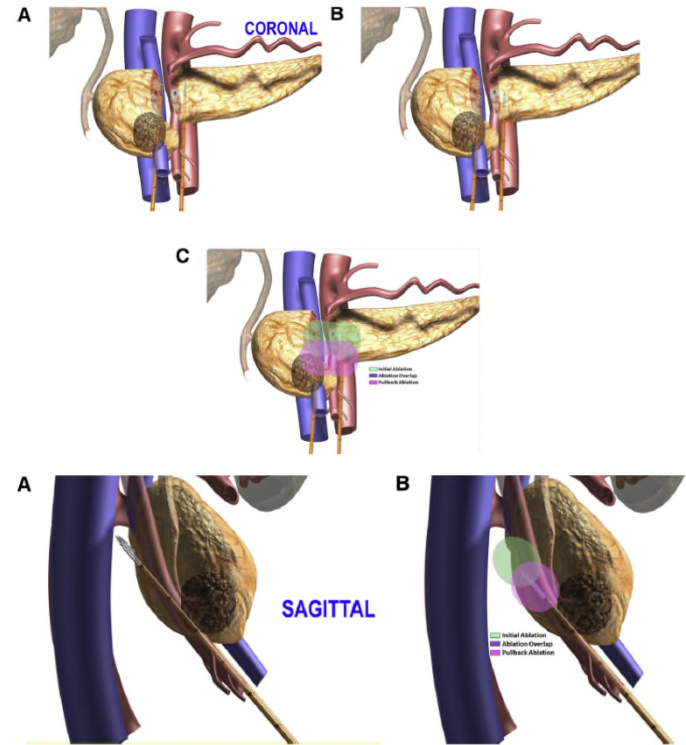 A
CORONAL
B
C
Initial Ablation
Ablation Overlap
Pullback Ablation
A
SAGITTAL
B
Initial Ablation
Ablation Overlap
Pullback Ablation